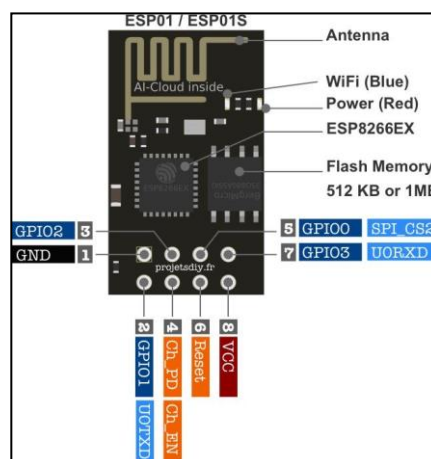 ESP01 / ESP01S
Antenna
AI-Cloud inside
WiFi (Blue)
Power (Red)
ESP8266EX
Flash Memory
512 KB or 1ME
ESP8266EX
GPIO2 3
GND 1
5 GPIO0 SPI_CS2
7 GPIO3 U0RXD
projetsdiy.fr
2 GPIO1 U0TXD
4 Ch_PD Ch_EN
6 Reset
8 VCC